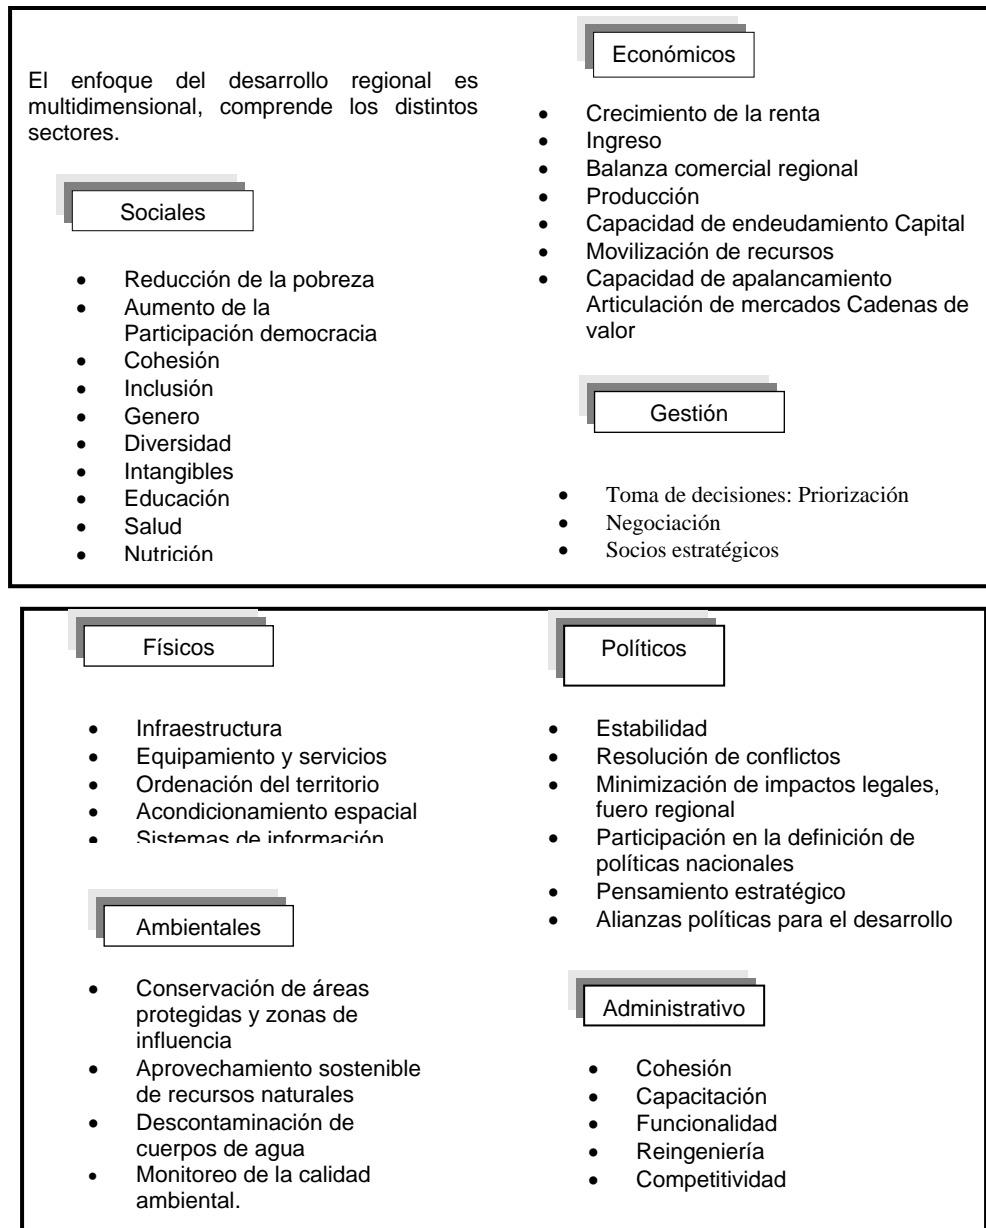 El enfoque del desarrollo regional es
multidimensional, comprende los distintos
sectores.
Sociales
• Reducción de la pobreza
• Aumento de la
Participación democracia
• Cohesión
• Inclusión
• Genero
• Diversidad
• Intangibles
• Educación
• Salud
• Nutrición
Económicos
• Crecimiento de la renta
• Ingreso
• Balanza comercial regional
• Producción
• Capacidad de endeudamiento Capital
• Movilización de recursos
• Capacidad de apalancamiento
Articulación de mercados Cadenas de
valor
Gestión
• Toma de decisiones: Priorización
• Negociación
• Socios estratégicos
Físicos
• Infraestructura
• Equipamiento y servicios
• Ordenación del territorio
• Acondicionamiento espacial
• Sistemas de información
Ambientales
• Conservación de áreas
protegidas y zonas de
influencia
• Aprovechamiento sostenible
de recursos naturales
• Descontaminación de
cuerpos de agua
• Monitoreo de la calidad
ambiental.
Políticos
• Estabilidad
• Resolución de conflictos
• Minimización de impactos legales,
fuero regional
• Participación en la definición de
políticas nacionales
• Pensamiento estratégico
• Alianzas políticas para el desarrollo
Administrativo
• Cohesión
• Capacitación
• Funcionalidad
• Reingeniería
• Competitividad